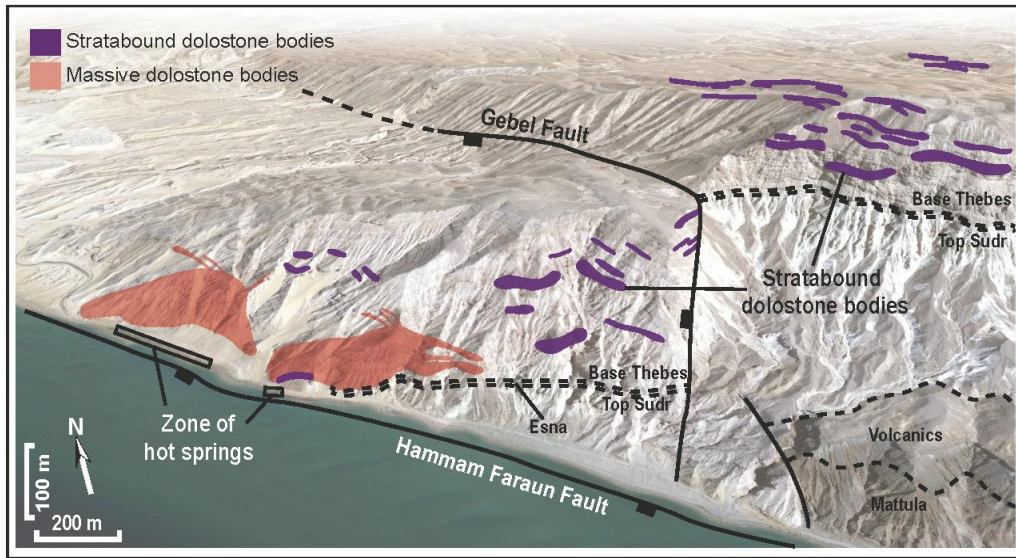 Stratabound dolostone bodies
Massive dolostone bodies
Gebel Fault
Base Thebes
Top Sudr
Stratabound
dolostone bodies
Base Thebes
Top Sudr
Esna
Zone of
hot springs
Hammam Faraun Fault
Volcanics
Mattula
N
100 m
200 m